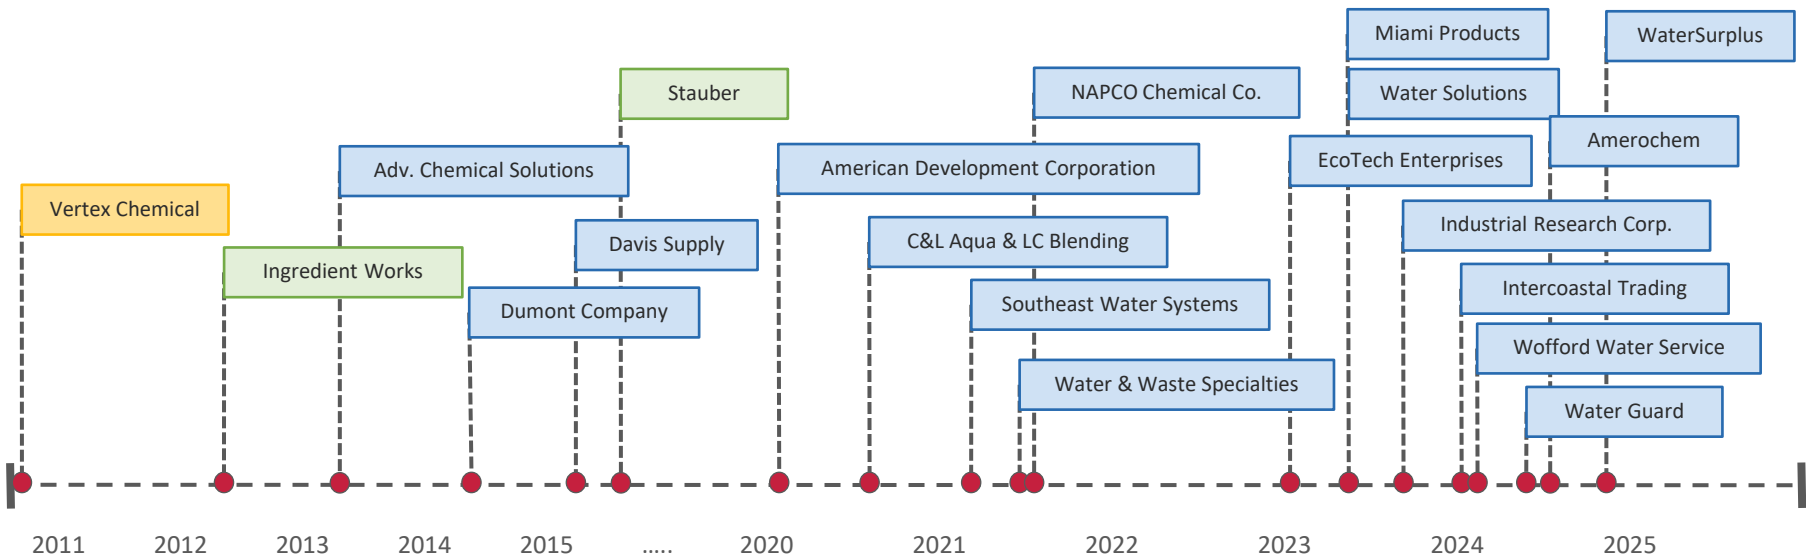 Miami Products
WaterSurplus
Stauber
NAPCO Chemical Co.
Water Solutions
Adv. Chemical Solutions
American Development Corporation
EcoTech Enterprises
Amerochem
Vertex Chemical
Davis Supply
C&L Aqua & LC Blending
Industrial Research Corp.
Ingredient Works
Dumont Company
Southeast Water Systems
Intercoastal Trading
Water & Waste Specialties
Wofford Water Service
Water Guard
2011 2012 2013 2014 2015 ..... 2020 2021 2022 2023 2024 2025